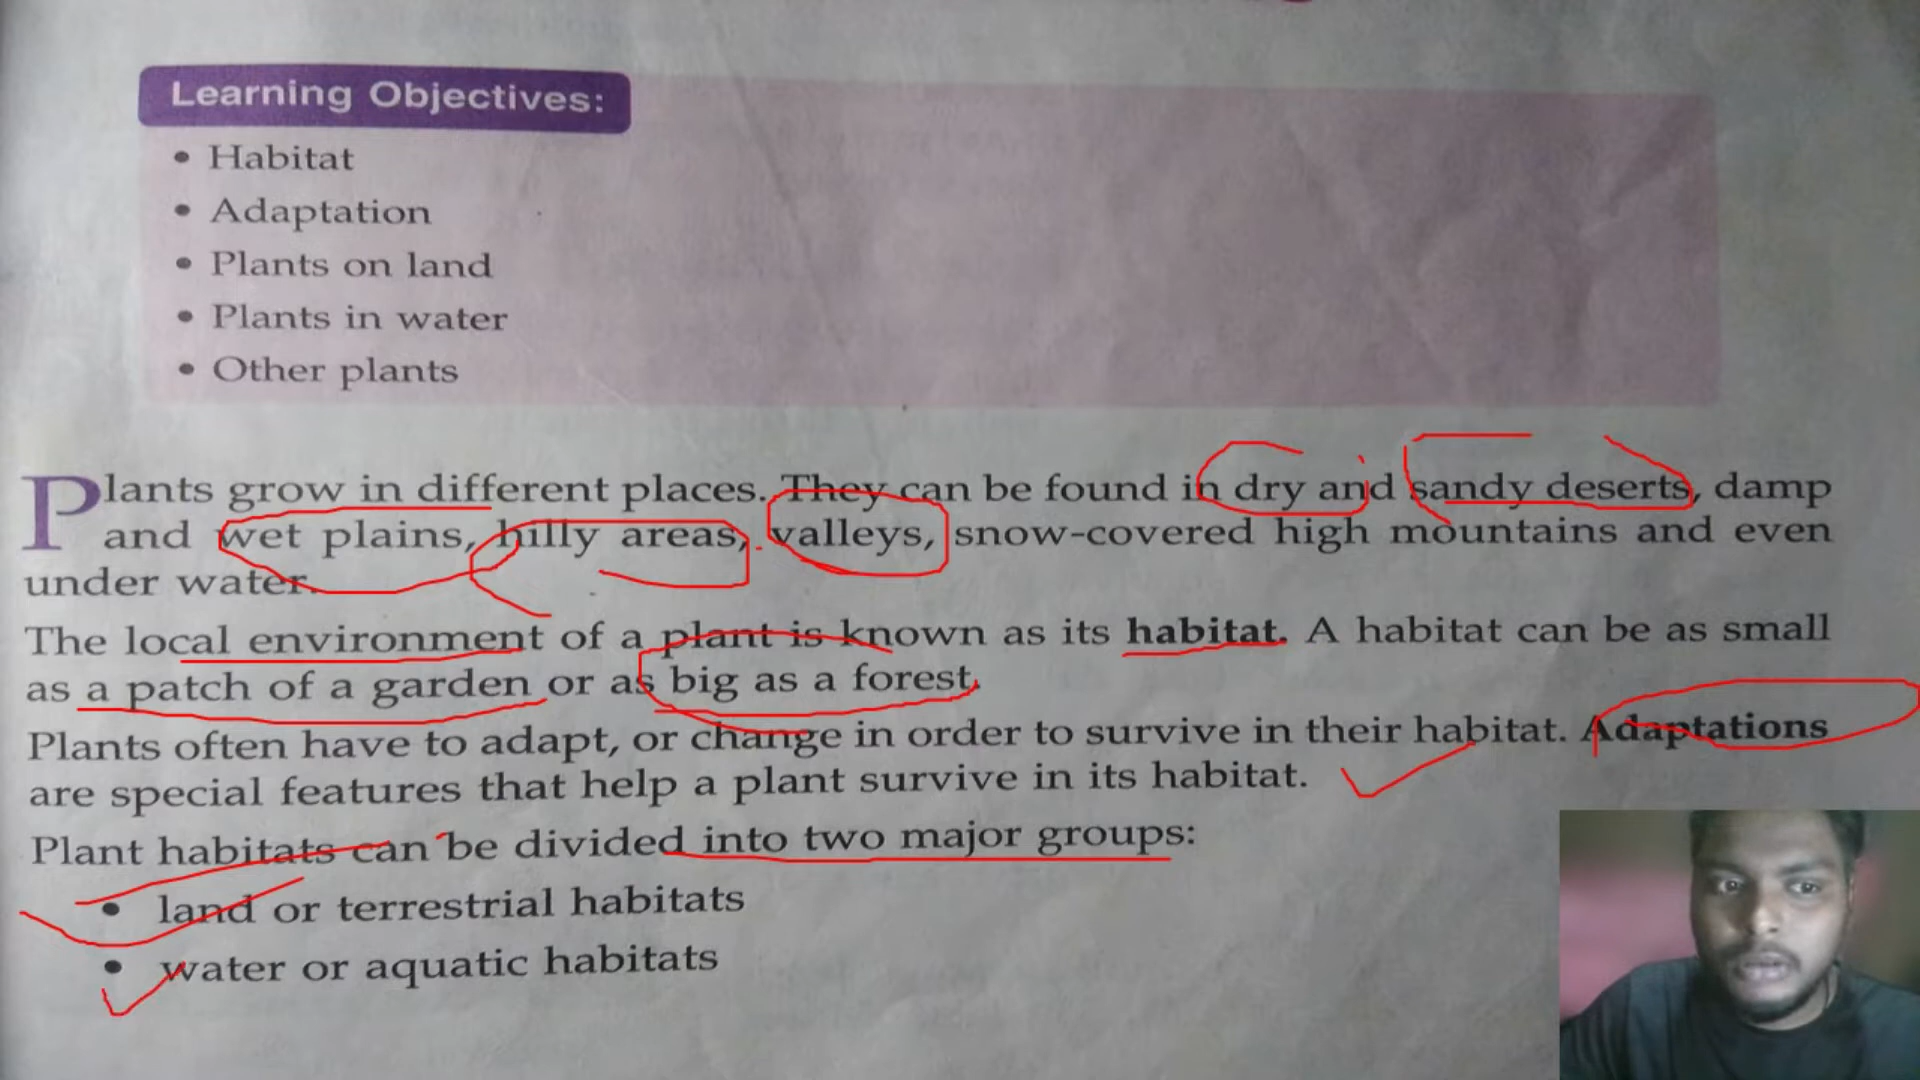 Learning Objectives:
• Habitat
• Adaptation
• Plants on land
• Plants in water
• Other plants
Plants grow in different places. They can be found in dry and sandy deserts, damp
and wet plains, hilly areas, valleys, snow-covered high mountains and even
under water.
The local environment of a plant is known as its habitat. A habitat can be as small
as a patch of a garden or as big as a forest.
Plants often have to adapt, or change in order to survive in their habitat. Adaptations
are special features that help a plant survive in its habitat.
Plant habitats can be divided into two major groups:
• land or terrestrial habitats
• water or aquatic habitats